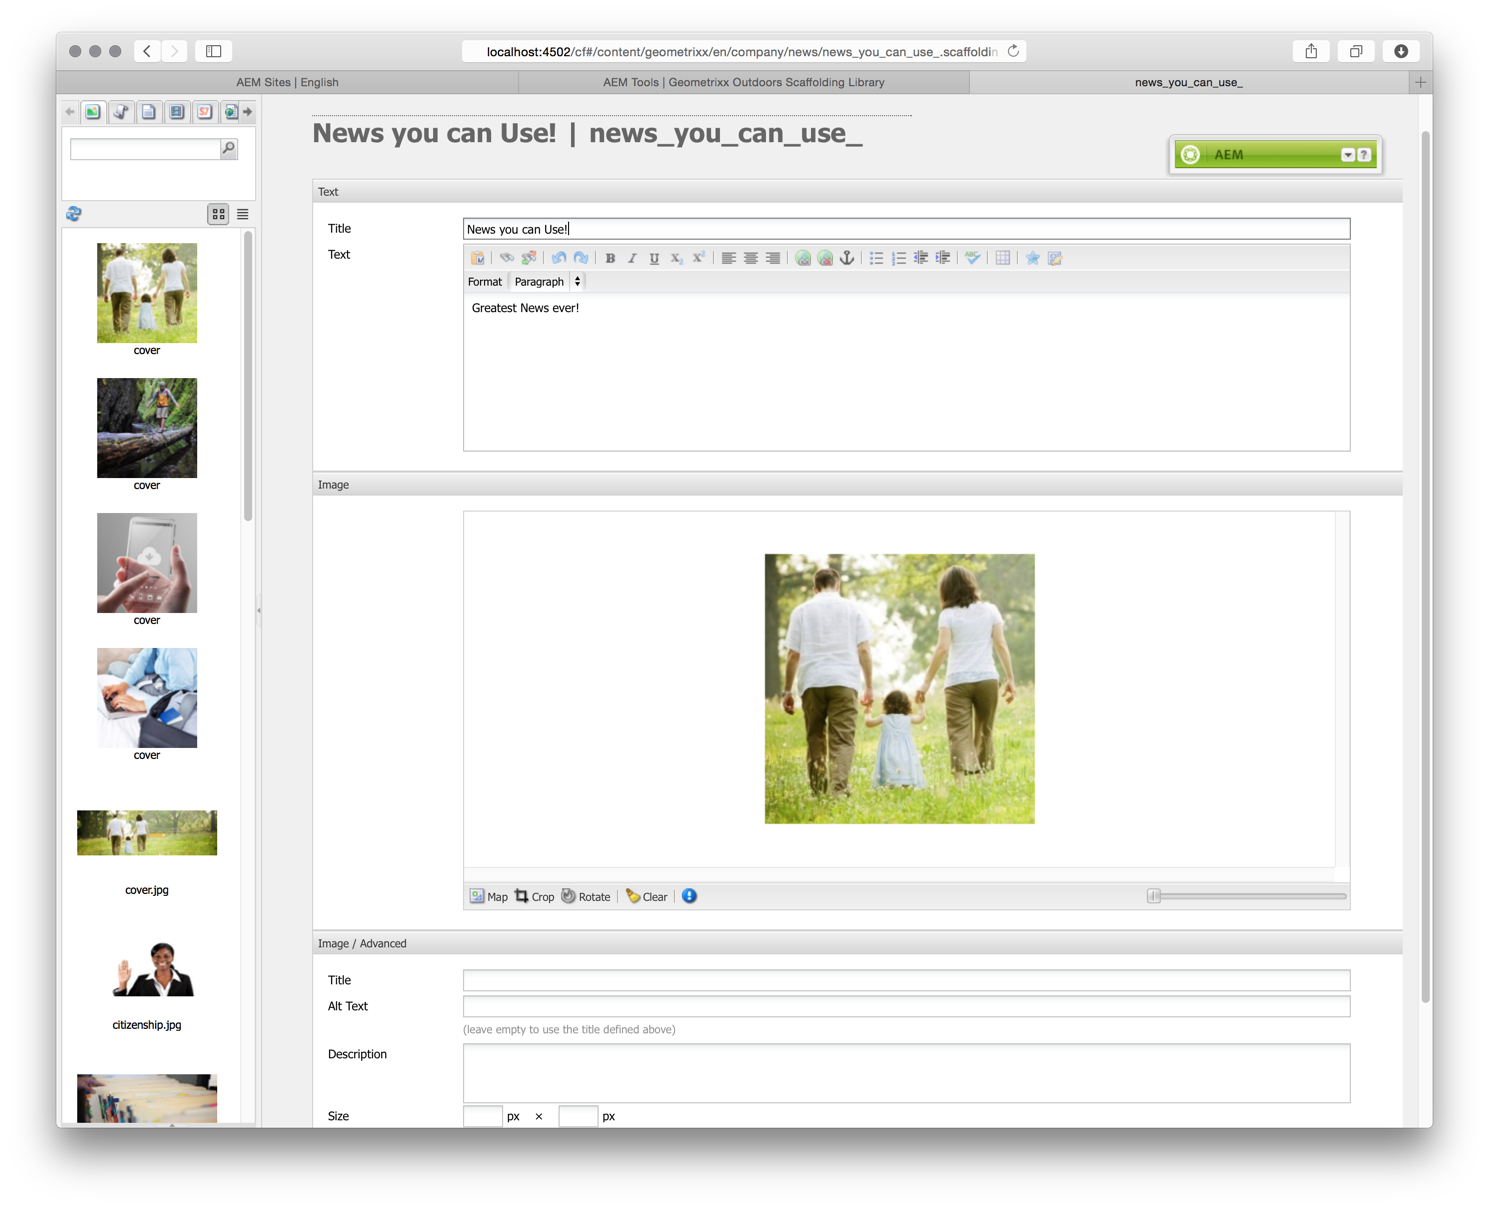 localhost:4502/cf#/content/geometrixx/en/company/news/news_you_can_use_.scaffoldin
AEM Sites | English
AEM Tools | Geometrixx Outdoors Scaffolding Library
news_you_can_use_
News you can Use! | news_you_can_use_
AEM
?
Text
Title
News you can Use!
Text
B I U X2 X2
ABC
Format
Paragraph
Greatest News ever!
cover
cover
cover
cover
cover.jpg
citizenship.jpg
Image
Map
Crop
Rotate
Clear
Image / Advanced
Title
Alt Text
(leave empty to use the title defined above)
Description
Size
px × px